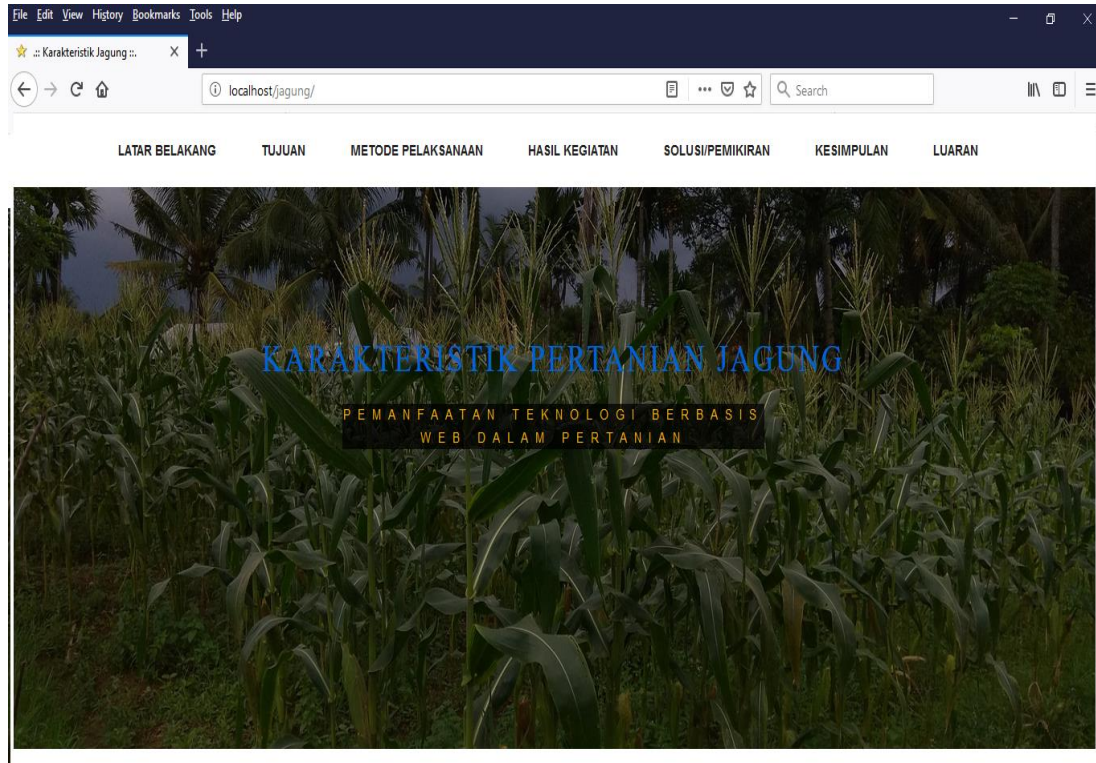 File Edit View History Bookmarks Tools Help
.:: Karakteristik Jagung ::.
localhost/jagung/
Search
LATAR BELAKANG TUJUAN METODE PELAKSANAAN HASIL KEGIATAN SOLUSI/PEMIKIRAN KESIMPULAN LUARAN
KARAKTERISTIK PERTANIAN JAGUNG
PEMANFAATAN TEKNOLOGI BERBASIS
WEB DALAM PERTANIAN